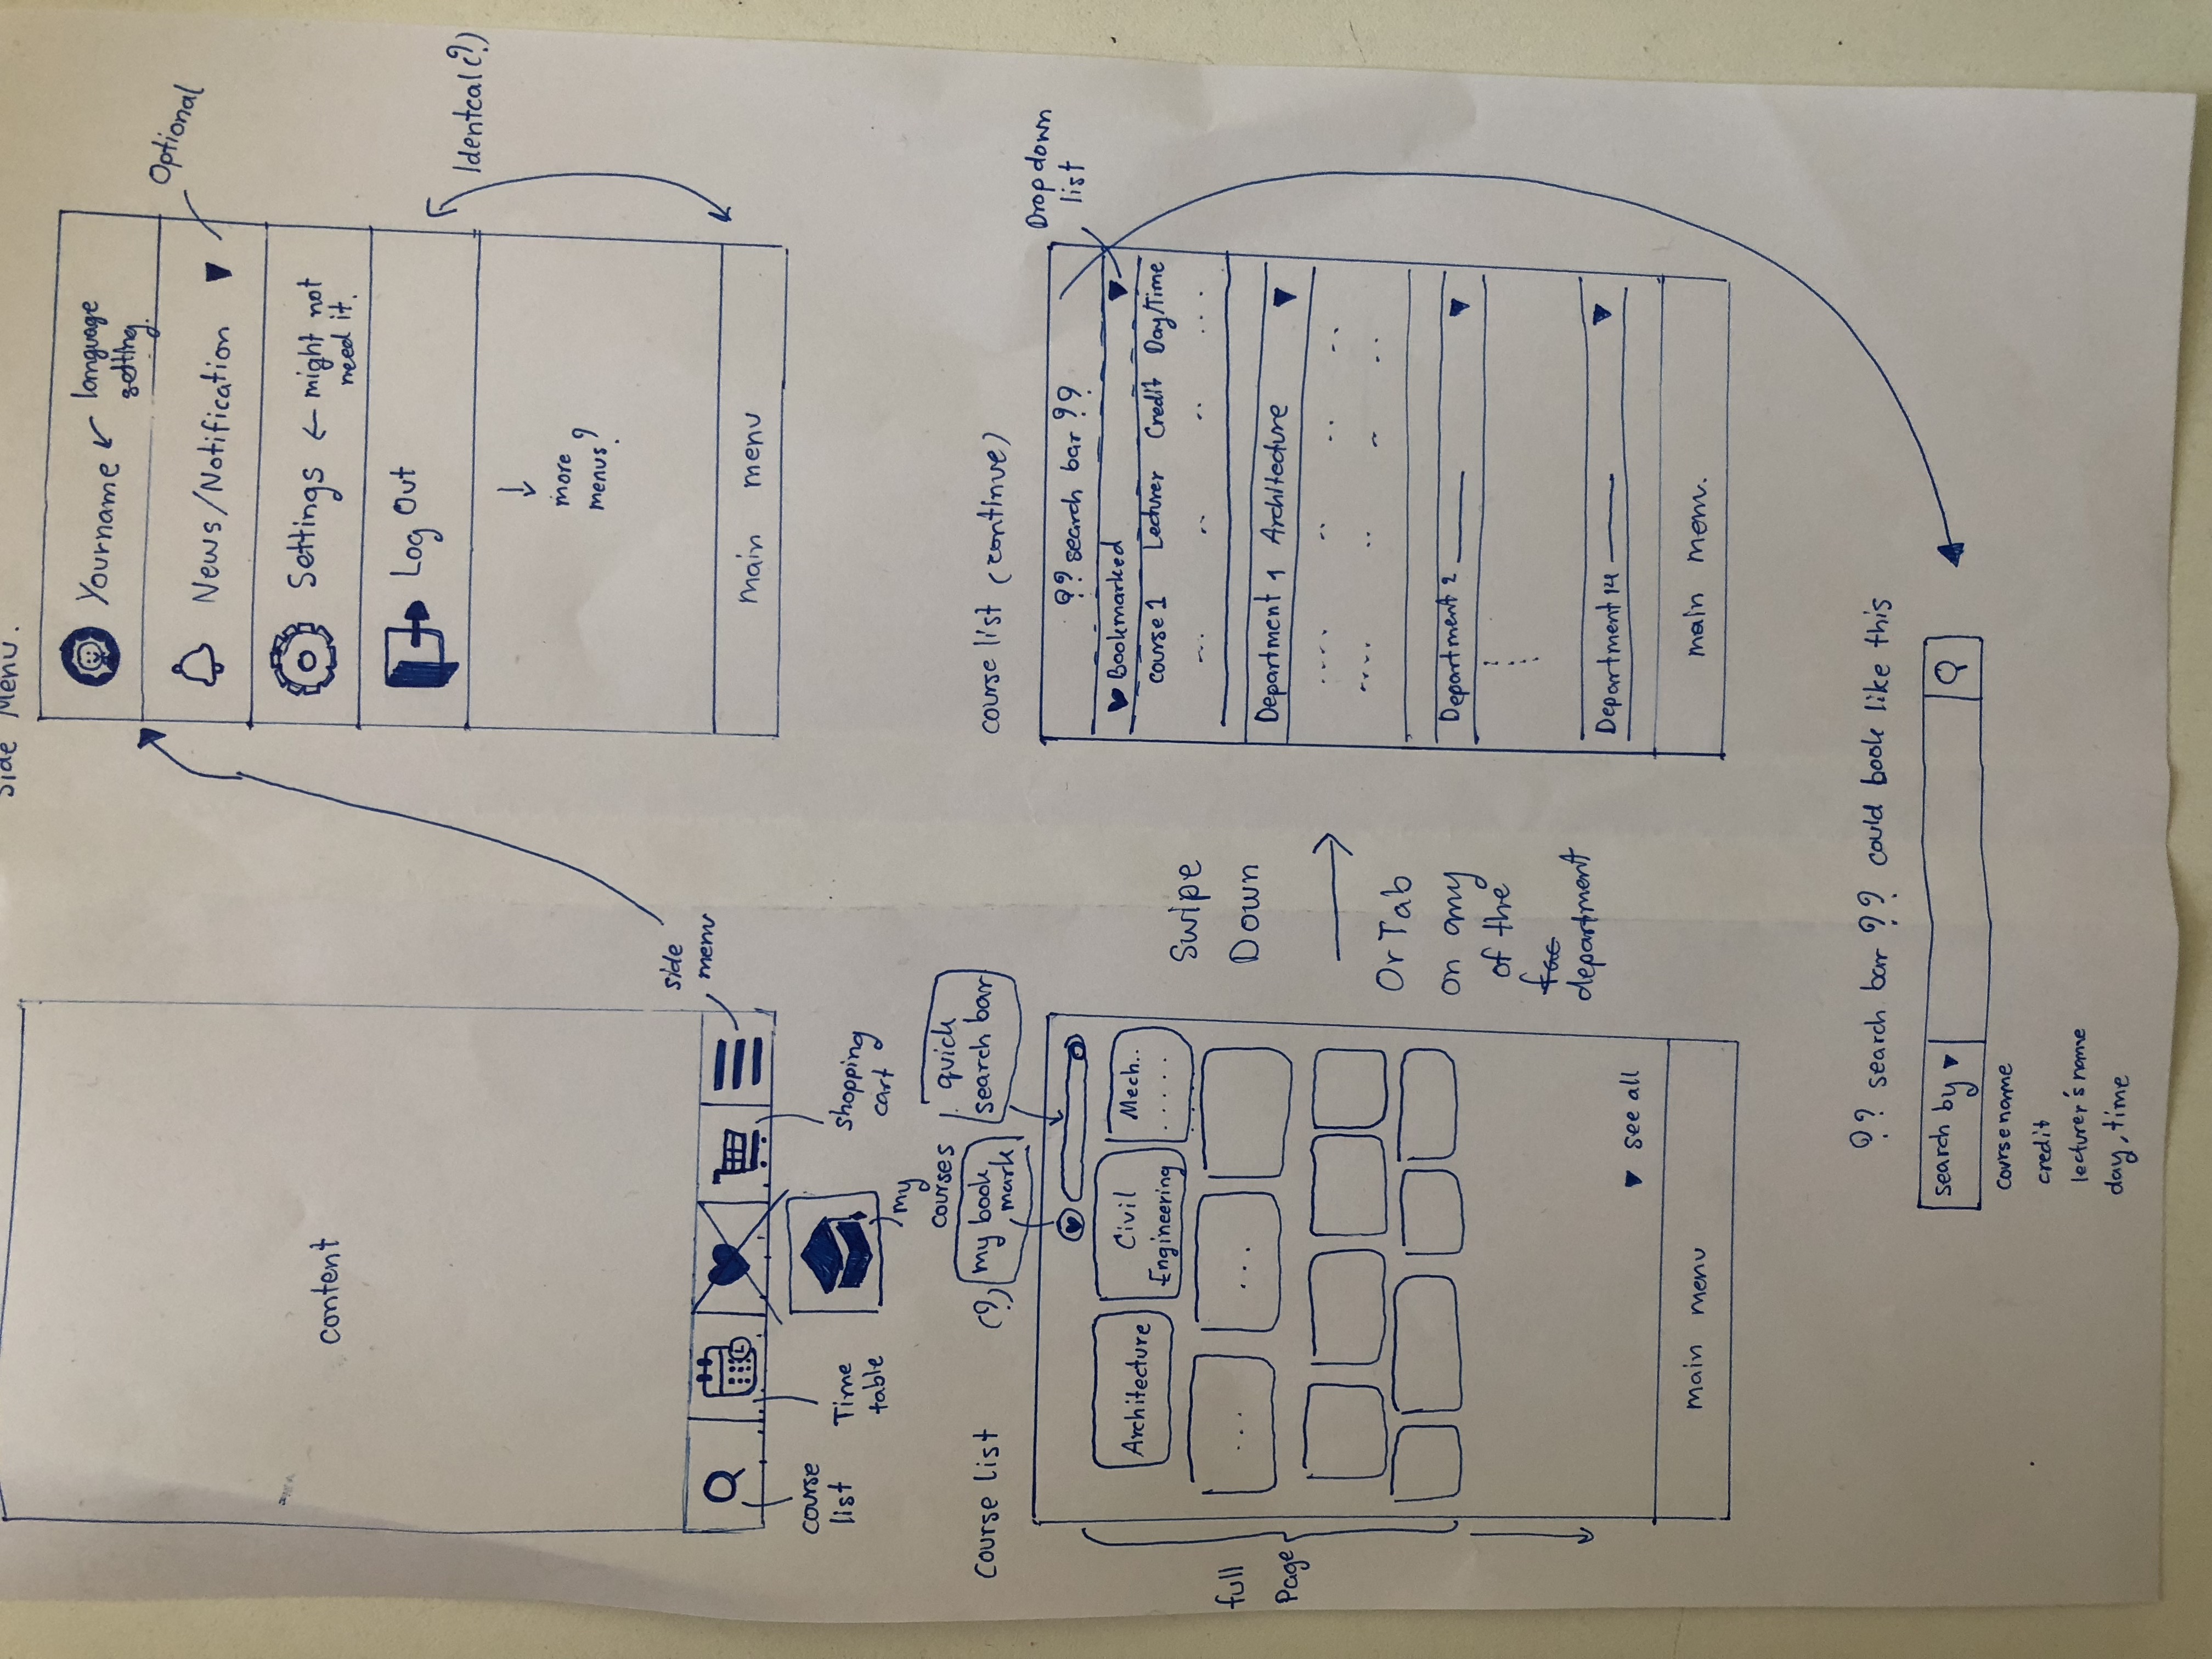 Side Menu.
content
Yourname
language
setting.
Optional
News/Notification
Settings
might not
need it.
Log Out
Identcal(?)
more
menus?
main menu
side
menu
course
list
Time
table
my
courses
shopping
cart
Course list
(?)
my book
mark
quick
search bar
Architecture
Civil
Engineering
Mech..
.....
...
...
full
Page
see all
main menu
Swipe
Down
Or Tab
on any
of the
fac
department
course list (continue)
Drop down
list
?? search bar ??
Bookmarked
course 1 Lecturer Credit Day/Time
Department 1 Architecture
Department 2
Department 14
main menu.
?? search bar ?? could book like this
search by
coursename
credit
lecturer's name
day, time